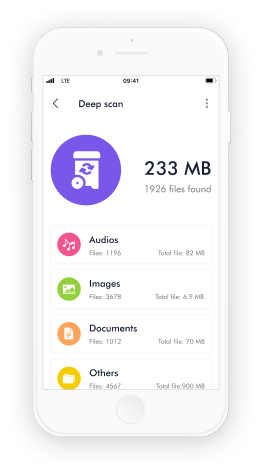 LTE 09:41
Deep scan
233 MB
1926 files found
Audios
Files: 1196 Total file: 82 MB
Images
Files: 3678 Total file: 6.9 MB
Documents
Files: 1012 Total file: 70 MB
Others
Files: 4567 Total file:900 MB